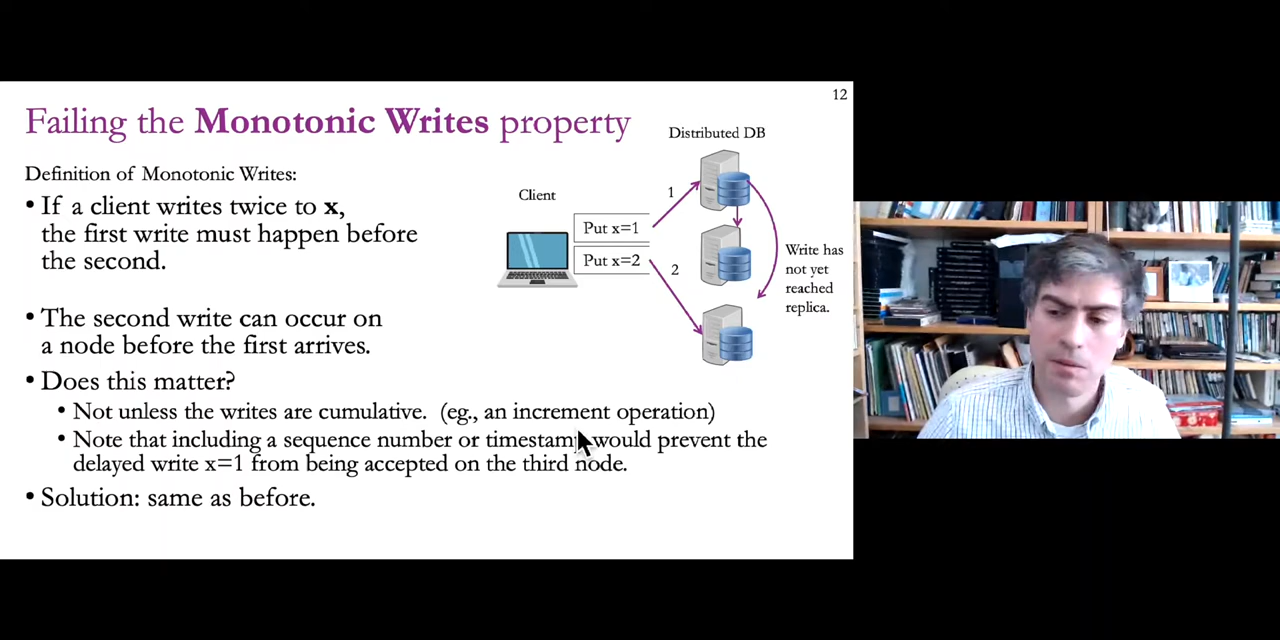 12
Failing the Monotonic Writes property
Distributed DB
Definition of Monotonic Writes:
• If a client writes twice to x,
the first write must happen before
the second.
Client
1
Put x=1
Put x=2
2
Write has
not yet
reached
replica.
• The second write can occur on
a node before the first arrives.
• Does this matter?
• Not unless the writes are cumulative. (eg., an increment operation)
• Note that including a sequence number or timestamp would prevent the
delayed write x=1 from being accepted on the third node.
• Solution: same as before.